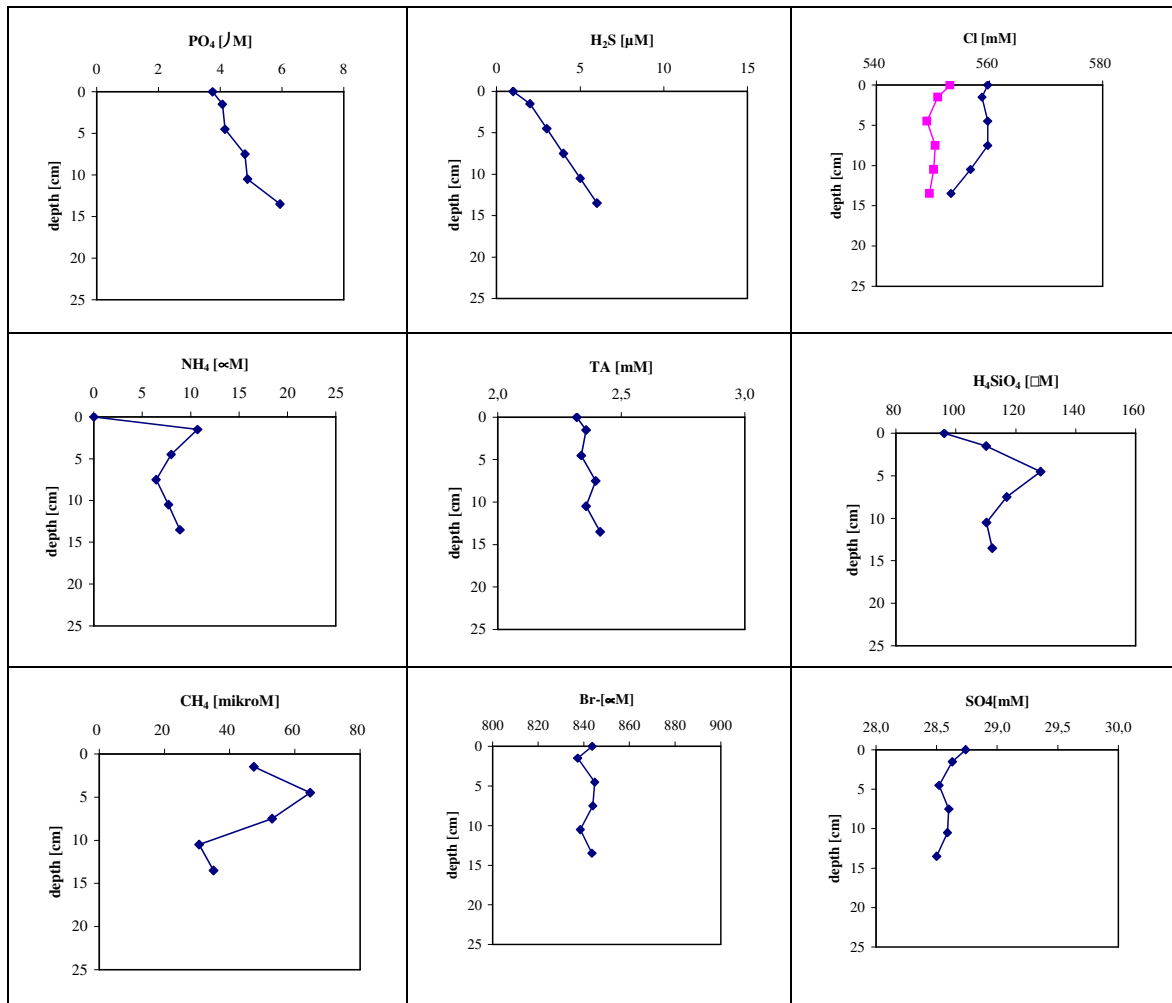 PO₄ [丿M]
0 2 4 6 8
0
5
10
15
20
25
depth [cm]
H₂S [µM]
0 5 10 15
0
5
10
15
20
25
depth [cm]
Cl [mM]
540 560 580
0
5
10
15
20
25
depth [cm]
NH₄ [∝M]
0 5 10 15 20 25
0
5
10
15
20
25
depth [cm]
TA [mM]
2,0 2,5 3,0
0
5
10
15
20
25
depth [cm]
H₄SiO₄ [□M]
80 100 120 140 160
0
5
10
15
20
25
depth [cm]
CH₄ [mikroM]
0 20 40 60 80
0
5
10
15
20
25
depth [cm]
Br-[∝M]
800 820 840 860 880 900
0
5
10
15
20
25
depth [cm]
SO4[mM]
28,0 28,5 29,0 29,5 30,0
0
5
10
15
20
25
depth [cm]